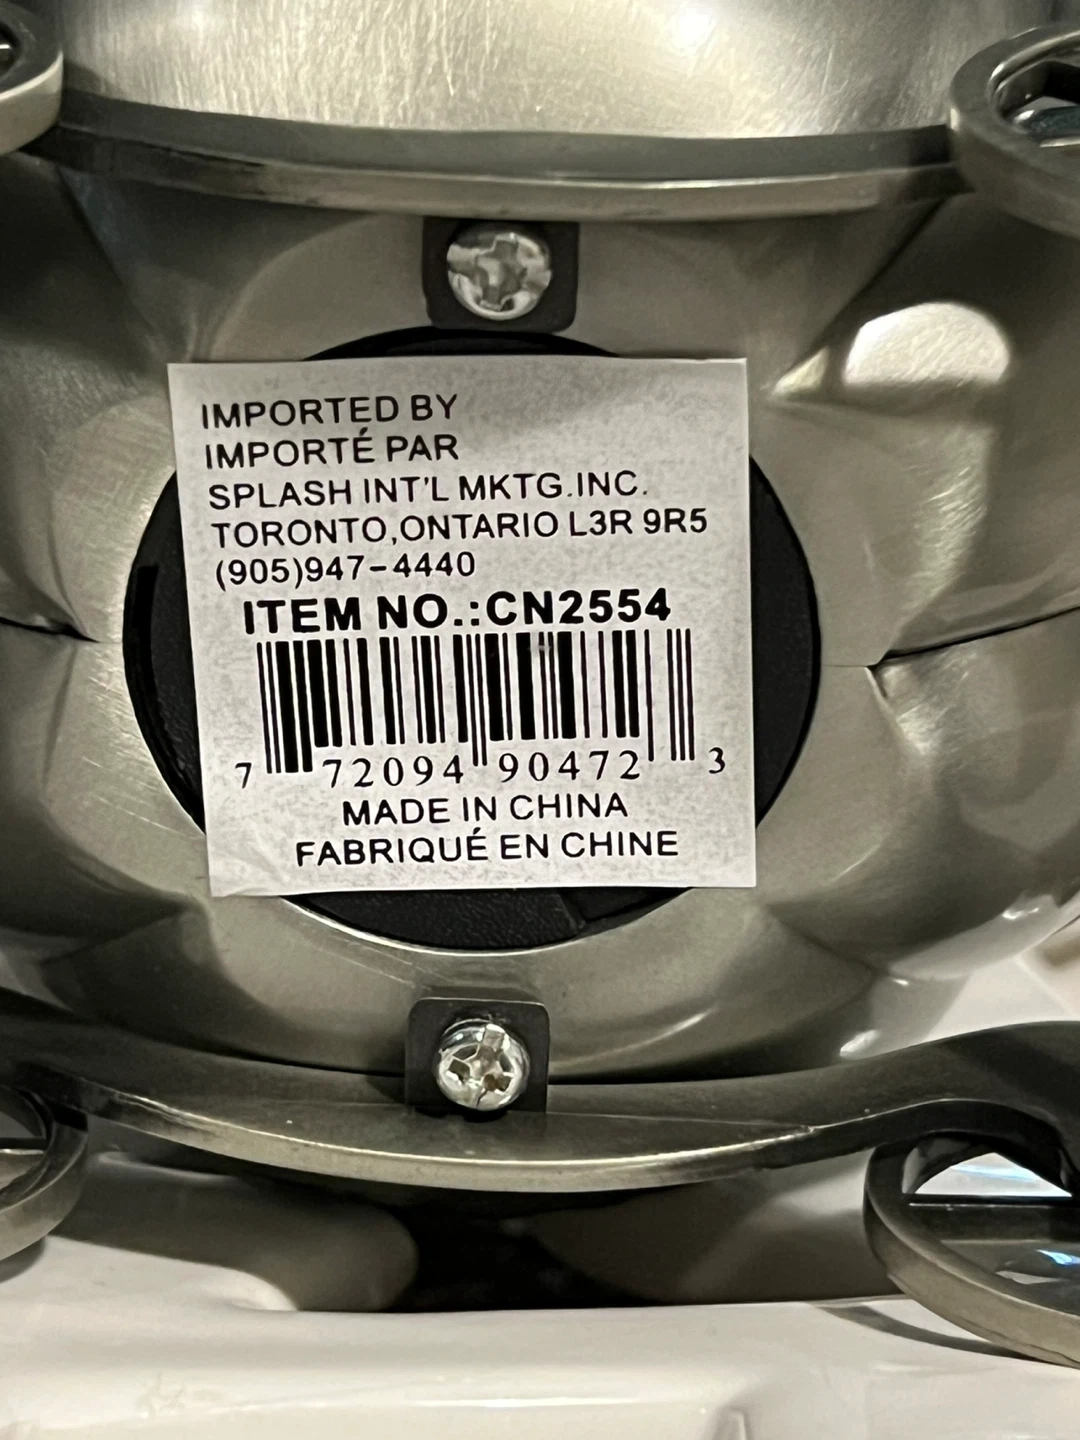 IMPORTED BY
IMPORTÉ PAR
SPLASH INT'L MKTG.INC.
TORONTO,ONTARIO L3R 9R5
(905)947-4440
ITEM NO.:CN2554
7 72094 90472 3
MADE IN CHINA
FABRIQUÉ EN CHINE